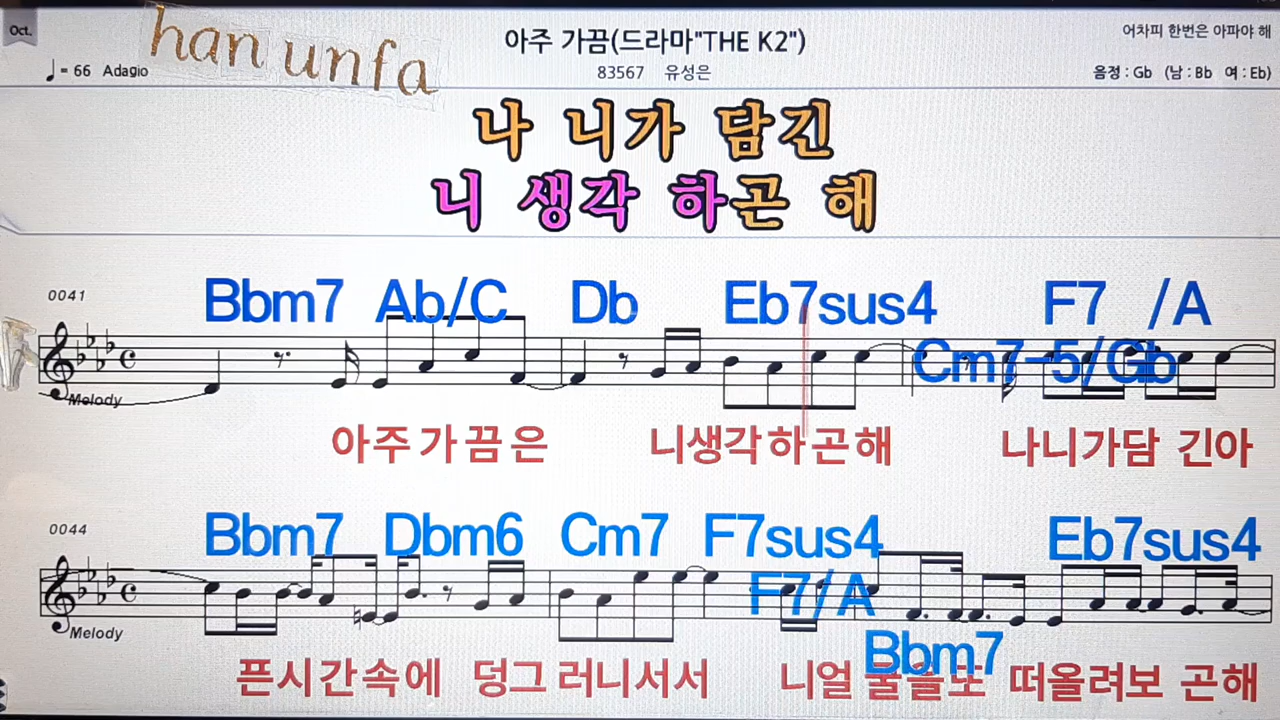 Oct.
han unfa
아주 가끔(드라마"THE K2")
어차피 한번은 아파야 해
♩= 66 Adagio
83567 유성은
음정 : Gb (남 : Bb 여 : Eb)
나 니가 담긴
니 생각 하곤 해
0041
Bbm7 Ab/C Db Eb7sus4 F7 /A
Cm7-5/Gb
Melody
아주가끔은 니생각하곤해 나니가담 긴아
0044
Bbm7 Dbm6 Cm7 F7sus4 Eb7sus4
F7/A
Melody
Bbm7
픈시간속에 덩그러니서서 니얼 떠올려보 곤해